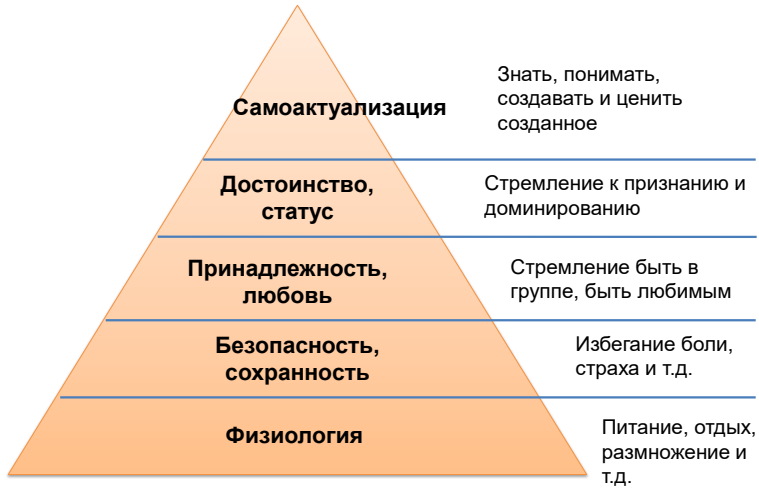 Самоактуализация
Знать, понимать,
создавать и ценить
созданное
Достоинство,
статус
Стремление к признанию и
доминированию
Принадлежность,
любовь
Стремление быть в
группе, быть любимым
Безопасность,
сохранность
Избегание боли,
страха и т.д.
Физиология
Питание, отдых,
размножение и
т.д.